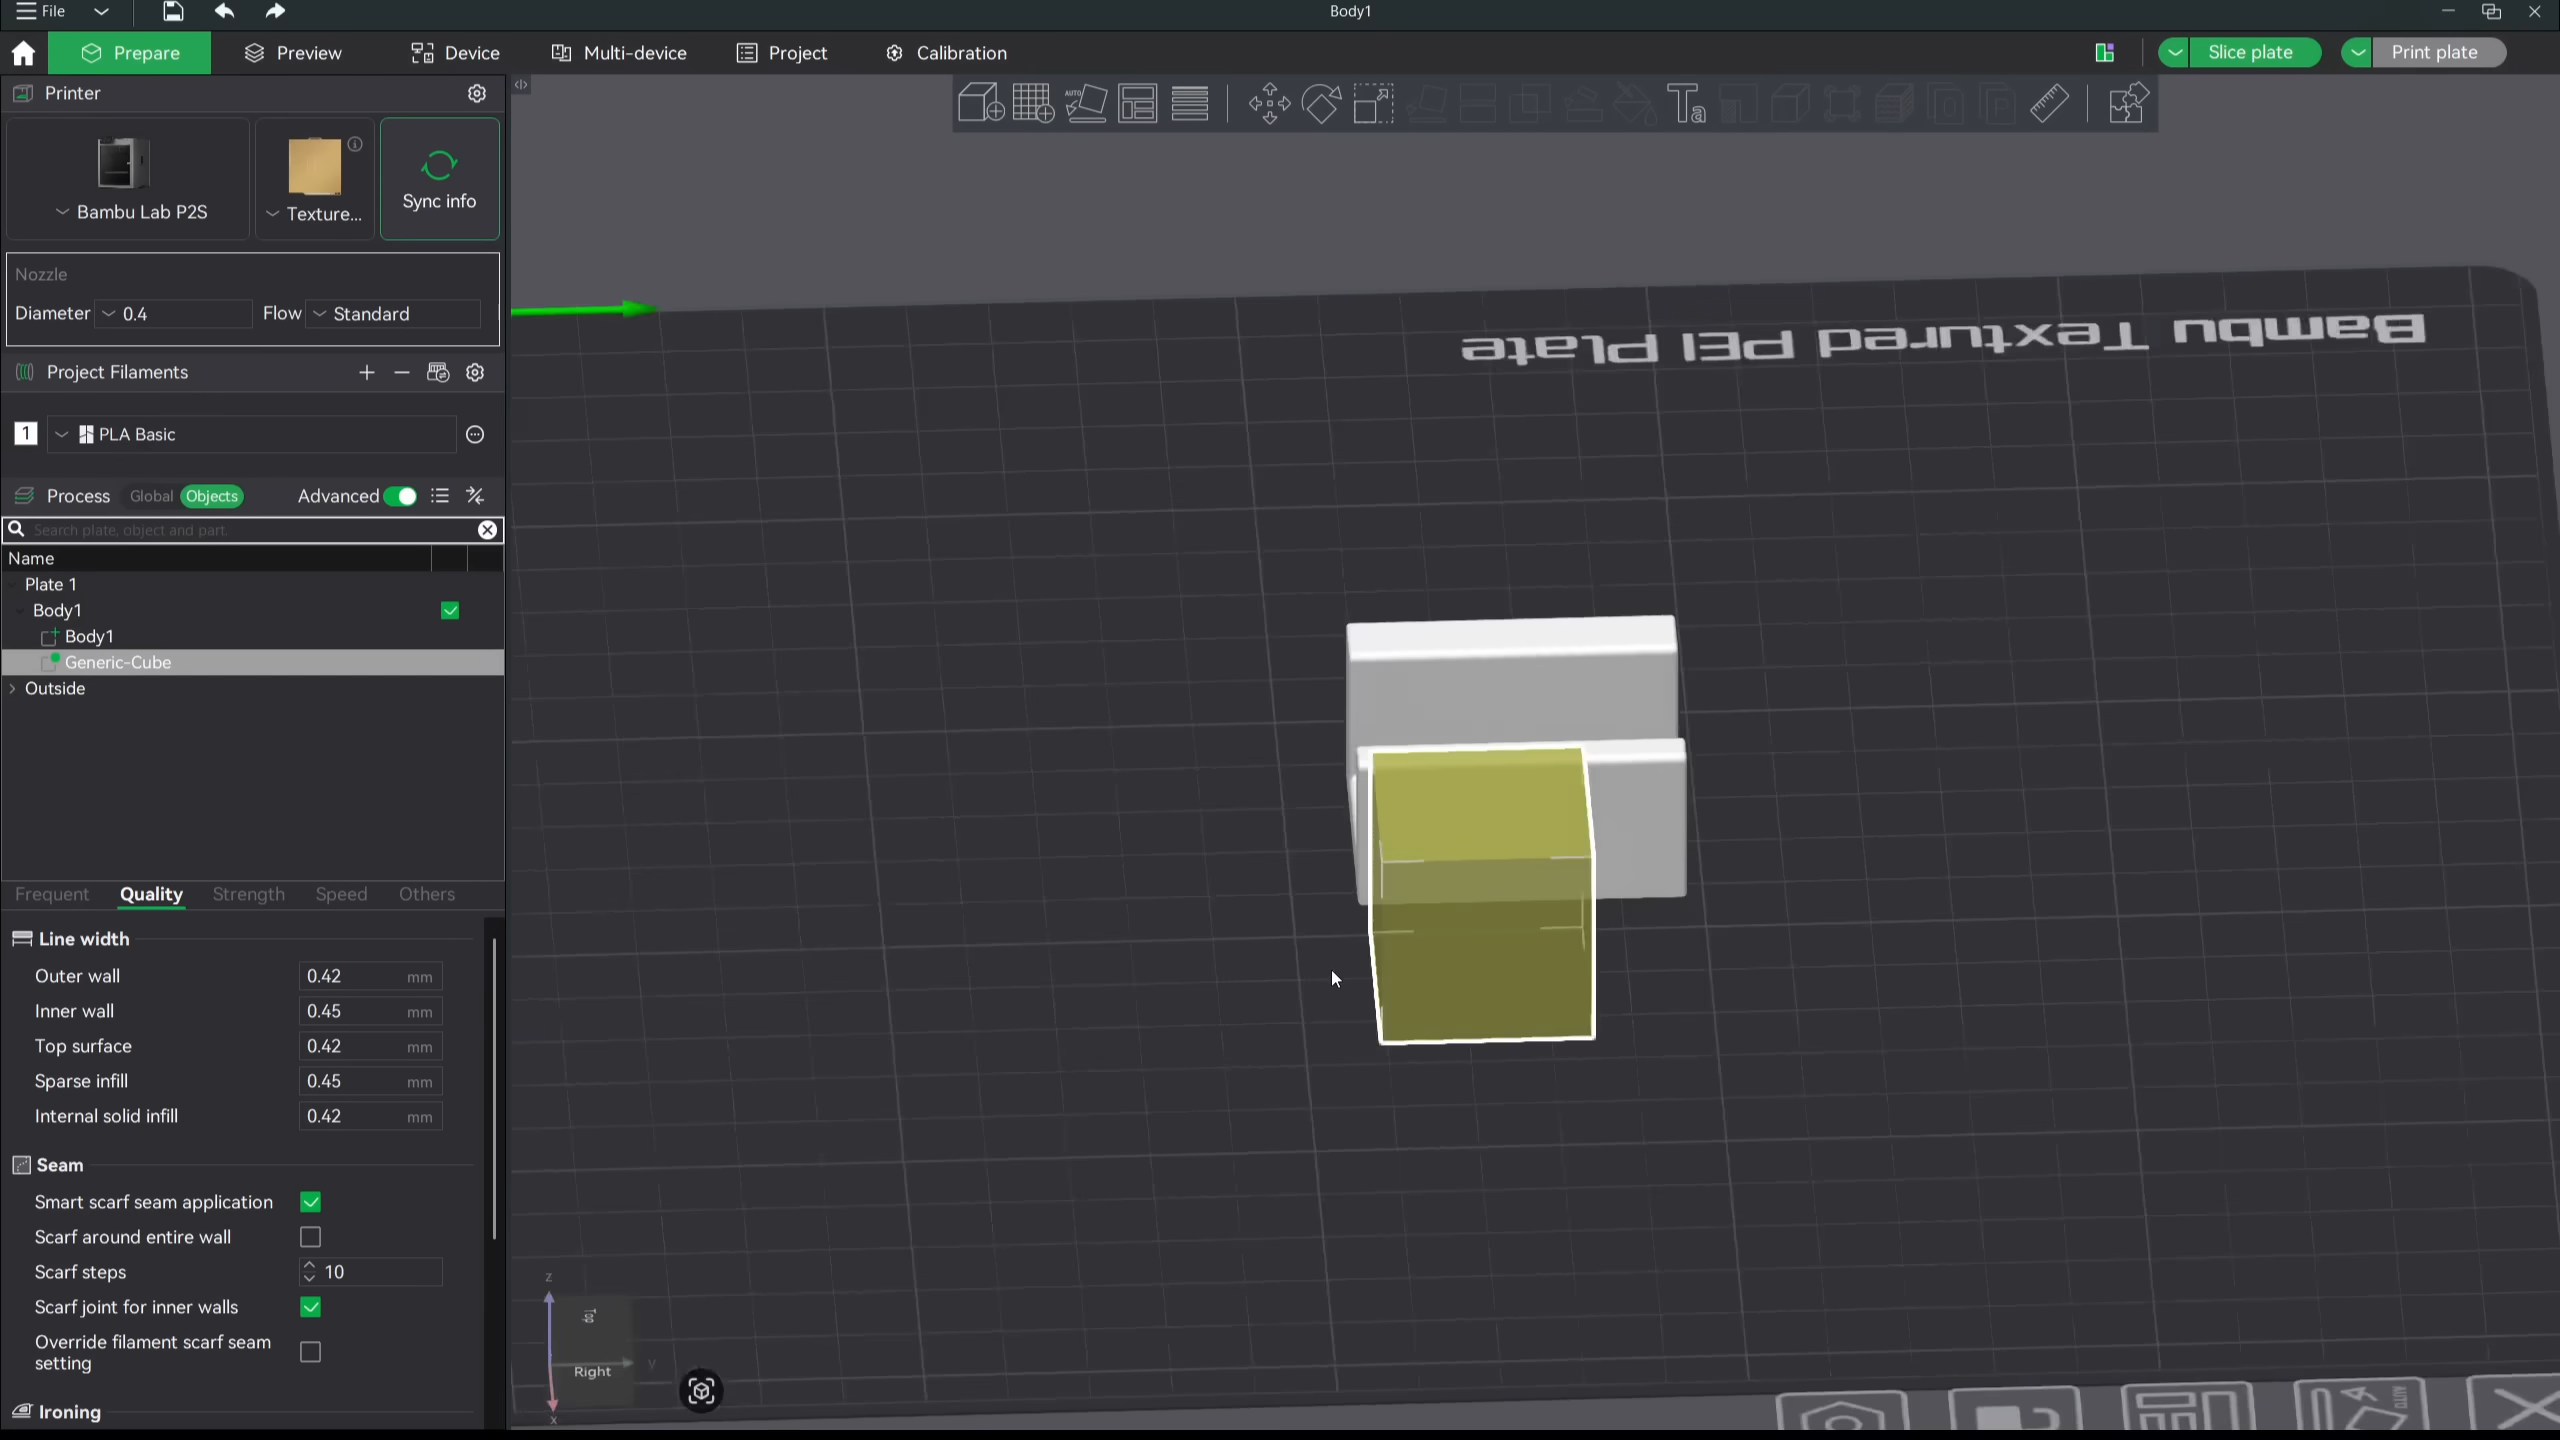 File
Body1
Prepare
Preview
Device
Multi-device
Project
Calibration
Slice plate
Print plate
Printer
Bambu Lab P2S
Texture...
Sync info
Nozzle
Diameter 0.4 Flow Standard
Project Filaments
1 PLA Basic
Process Global Objects Advanced
Search plate, object and part.
Name
Plate 1
Body1
Body1
Generic-Cube
Outside
Frequent Quality Strength Speed Others
Line width
Outer wall 0.42 mm
Inner wall 0.45 mm
Top surface 0.42 mm
Sparse infill 0.45 mm
Internal solid infill 0.42 mm
Seam
Smart scarf seam application
Scarf around entire wall
Scarf steps 10
Scarf joint for inner walls
Override filament scarf seam
setting
Ironing
AUTO
Ta
Bambu Textured PEI Plate
z
Top
Right
y
x
AUTO